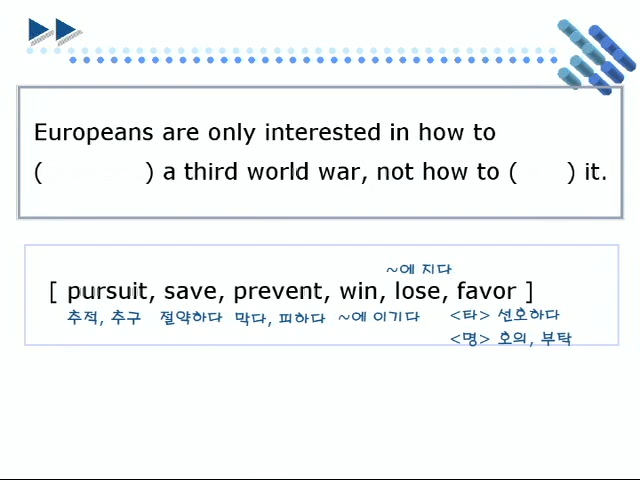 Europeans are only interested in how to
( ) a third world war, not how to ( ) it.
~에 지다
[ pursuit, save, prevent, win, lose, favor ]
추적, 추구 절약하다 막다, 피하다 ~에 이기다 <타> 선호하다
<명> 호의, 부탁